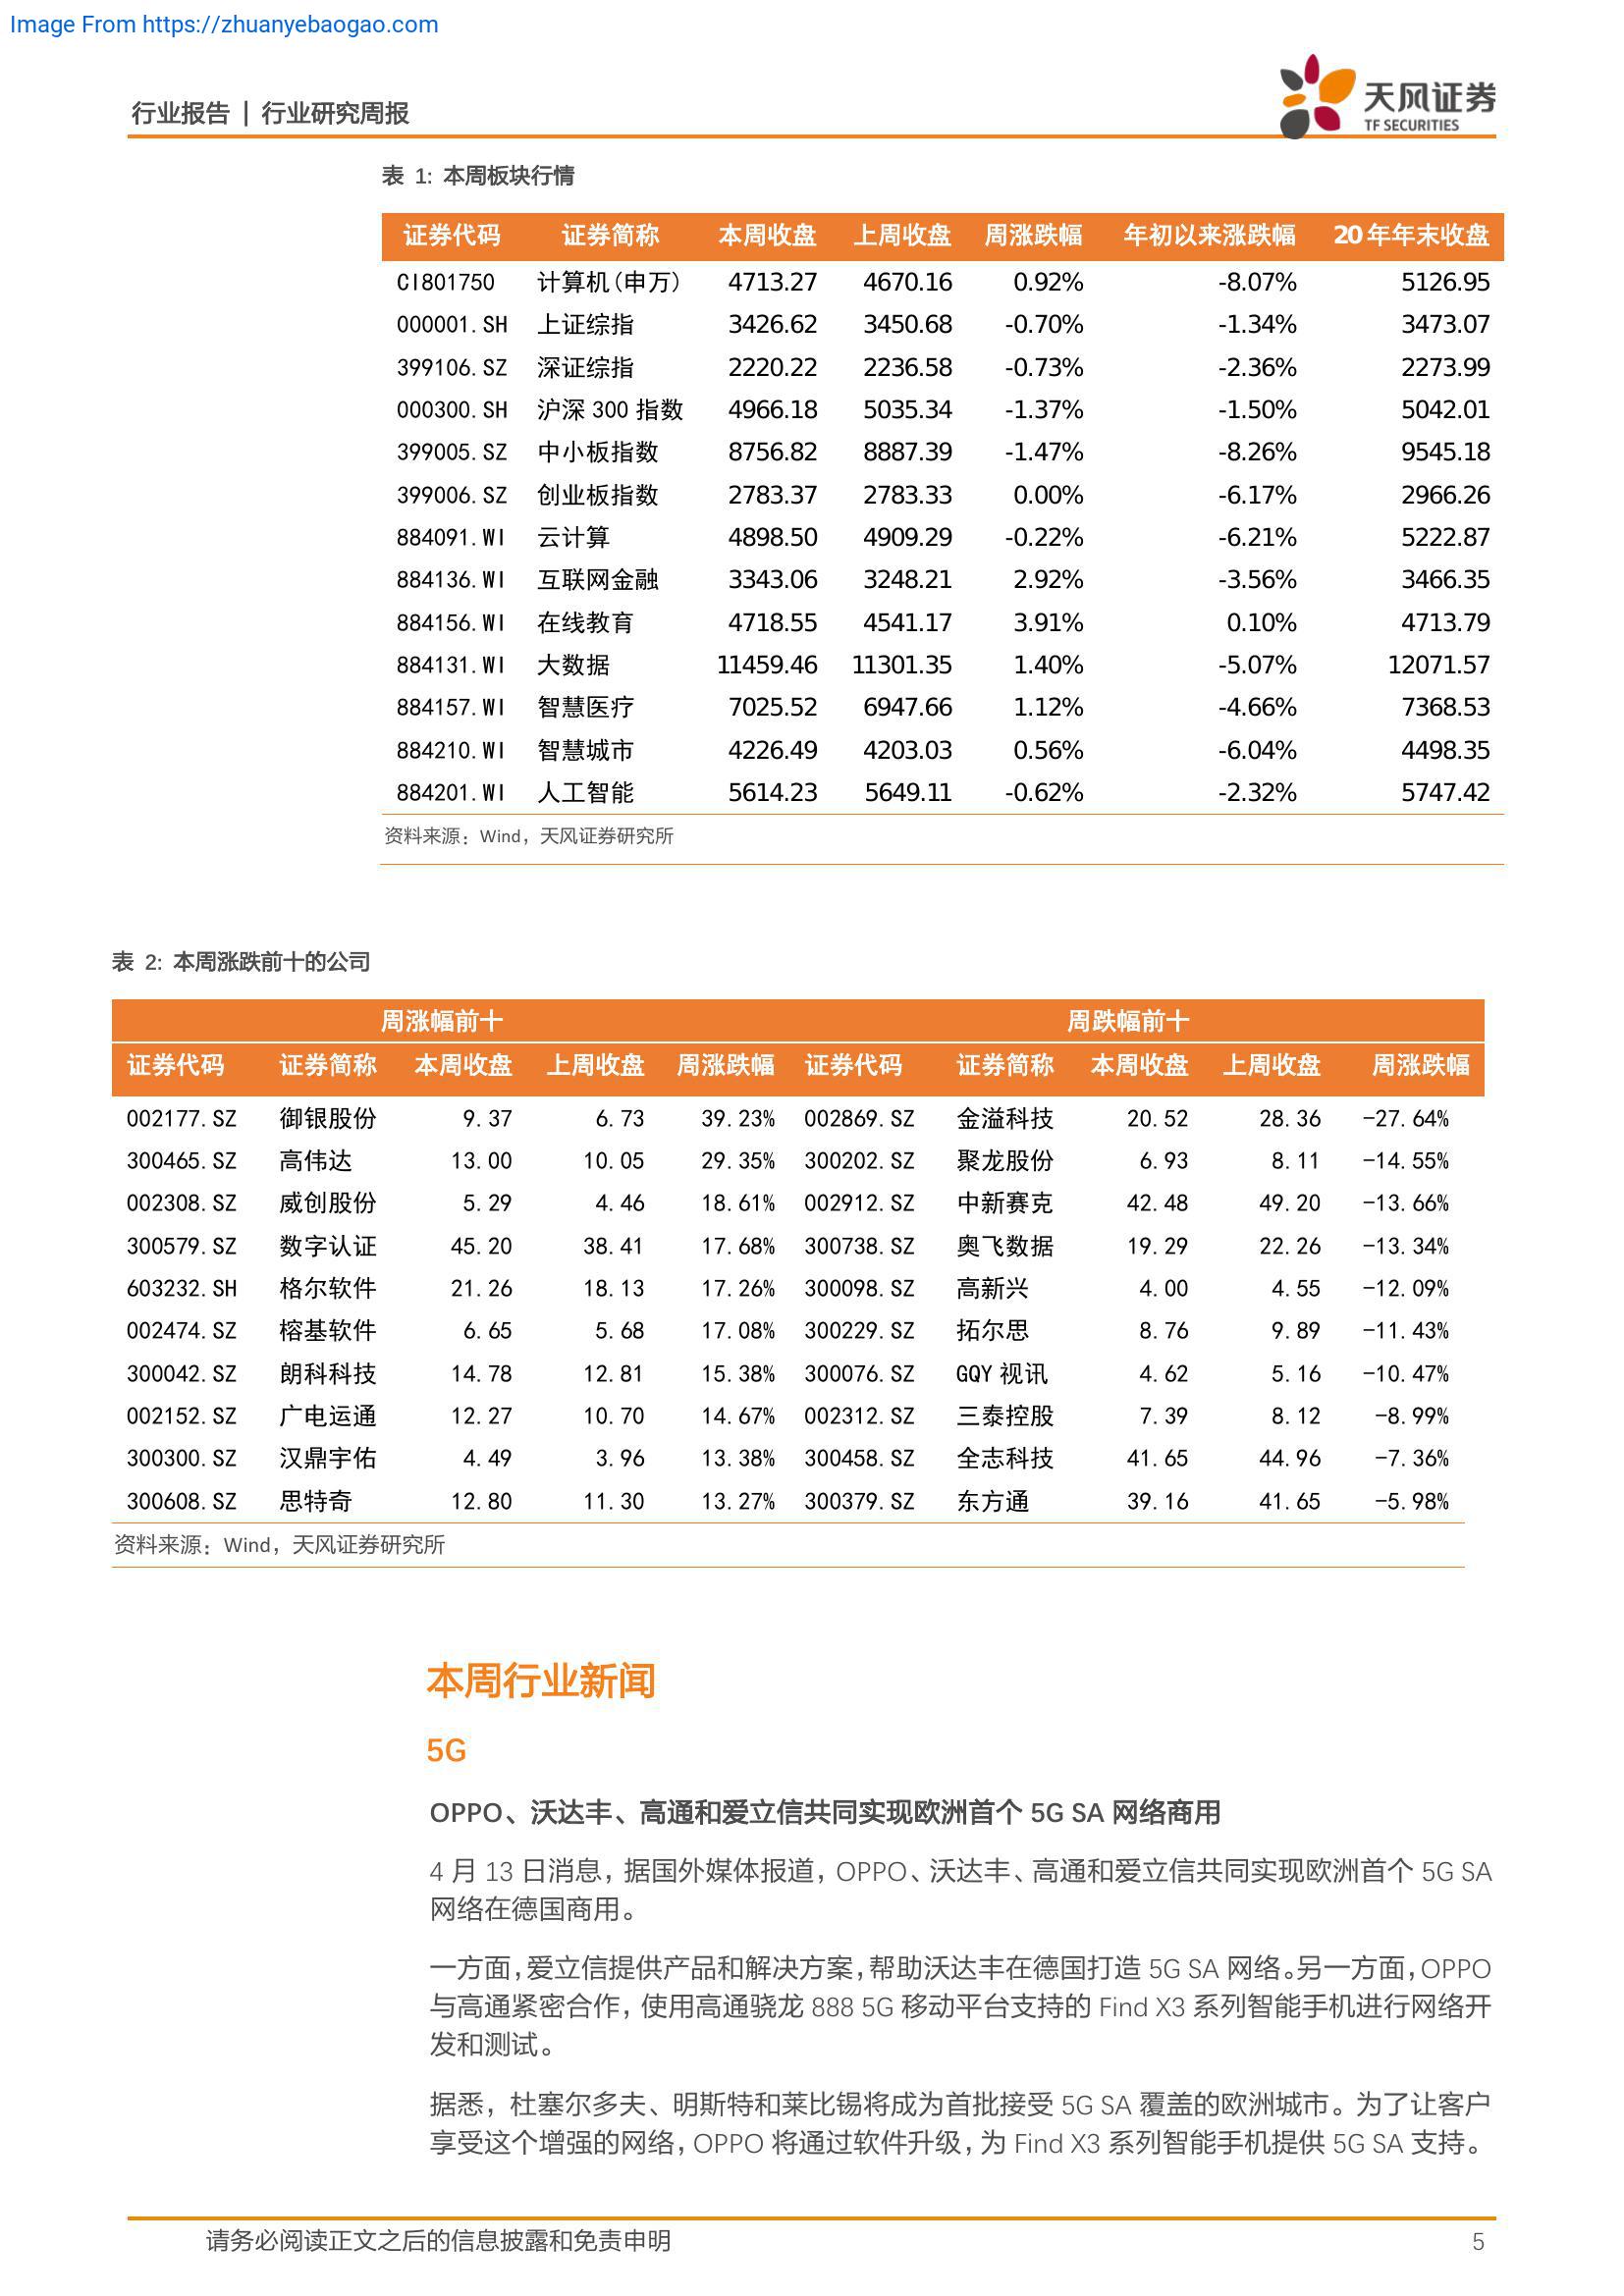 Image From https://zhuanyebaogao.com
行业报告 | 行业研究周报
天风证券
TF SECURITIES
表 1: 本周板块行情
证券代码 证券简称 本周收盘 上周收盘 周涨跌幅 年初以来涨跌幅 20年年末收盘
CI801750 计算机(申万) 4713.27 4670.16 0.92% -8.07% 5126.95
000001.SH 上证综指 3426.62 3450.68 -0.70% -1.34% 3473.07
399106.SZ 深证综指 2220.22 2236.58 -0.73% -2.36% 2273.99
000300.SH 沪深 300 指数 4966.18 5035.34 -1.37% -1.50% 5042.01
399005.SZ 中小板指数 8756.82 8887.39 -1.47% -8.26% 9545.18
399006.SZ 创业板指数 2783.37 2783.33 0.00% -6.17% 2966.26
884091.WI 云计算 4898.50 4909.29 -0.22% -6.21% 5222.87
884136.WI 互联网金融 3343.06 3248.21 2.92% -3.56% 3466.35
884156.WI 在线教育 4718.55 4541.17 3.91% 0.10% 4713.79
884131.WI 大数据 11459.46 11301.35 1.40% -5.07% 12071.57
884157.WI 智慧医疗 7025.52 6947.66 1.12% -4.66% 7368.53
884210.WI 智慧城市 4226.49 4203.03 0.56% -6.04% 4498.35
884201.WI 人工智能 5614.23 5649.11 -0.62% -2.32% 5747.42
资料来源：Wind，天风证券研究所
表 2: 本周涨跌前十的公司
周涨幅前十 周跌幅前十
证券代码 证券简称 本周收盘 上周收盘 周涨跌幅 证券代码 证券简称 本周收盘 上周收盘 周涨跌幅
002177.SZ 御银股份 9.37 6.73 39.23% 002869.SZ 金溢科技 20.52 28.36 -27.64%
300465.SZ 高伟达 13.00 10.05 29.35% 300202.SZ 聚龙股份 6.93 8.11 -14.55%
002308.SZ 威创股份 5.29 4.46 18.61% 002912.SZ 中新赛克 42.48 49.20 -13.66%
300579.SZ 数字认证 45.20 38.41 17.68% 300738.SZ 奥飞数据 19.29 22.26 -13.34%
603232.SH 格尔软件 21.26 18.13 17.26% 300098.SZ 高新兴 4.00 4.55 -12.09%
002474.SZ 榕基软件 6.65 5.68 17.08% 300229.SZ 拓尔思 8.76 9.89 -11.43%
300042.SZ 朗科科技 14.78 12.81 15.38% 300076.SZ GQY 视讯 4.62 5.16 -10.47%
002152.SZ 广电运通 12.27 10.70 14.67% 002312.SZ 三泰控股 7.39 8.12 -8.99%
300300.SZ 汉鼎宇佑 4.49 3.96 13.38% 300458.SZ 全志科技 41.65 44.96 -7.36%
300608.SZ 思特奇 12.80 11.30 13.27% 300379.SZ 东方通 39.16 41.65 -5.98%
资料来源：Wind，天风证券研究所
本周行业新闻
5G
OPPO、沃达丰、高通和爱立信共同实现欧洲首个 5G SA 网络商用
4 月 13 日消息，据国外媒体报道，OPPO、沃达丰、高通和爱立信共同实现欧洲首个 5G SA
网络在德国商用。
一方面，爱立信提供产品和解决方案，帮助沃达丰在德国打造 5G SA 网络。另一方面，OPPO
与高通紧密合作，使用高通骁龙 888 5G 移动平台支持的 Find X3 系列智能手机进行网络开
发和测试。
据悉，杜塞尔多夫、明斯特和莱比锡将成为首批接受 5G SA 覆盖的欧洲城市。为了让客户
享受这个增强的网络，OPPO 将通过软件升级，为 Find X3 系列智能手机提供 5G SA 支持。
请务必阅读正文之后的信息披露和免责申明 5